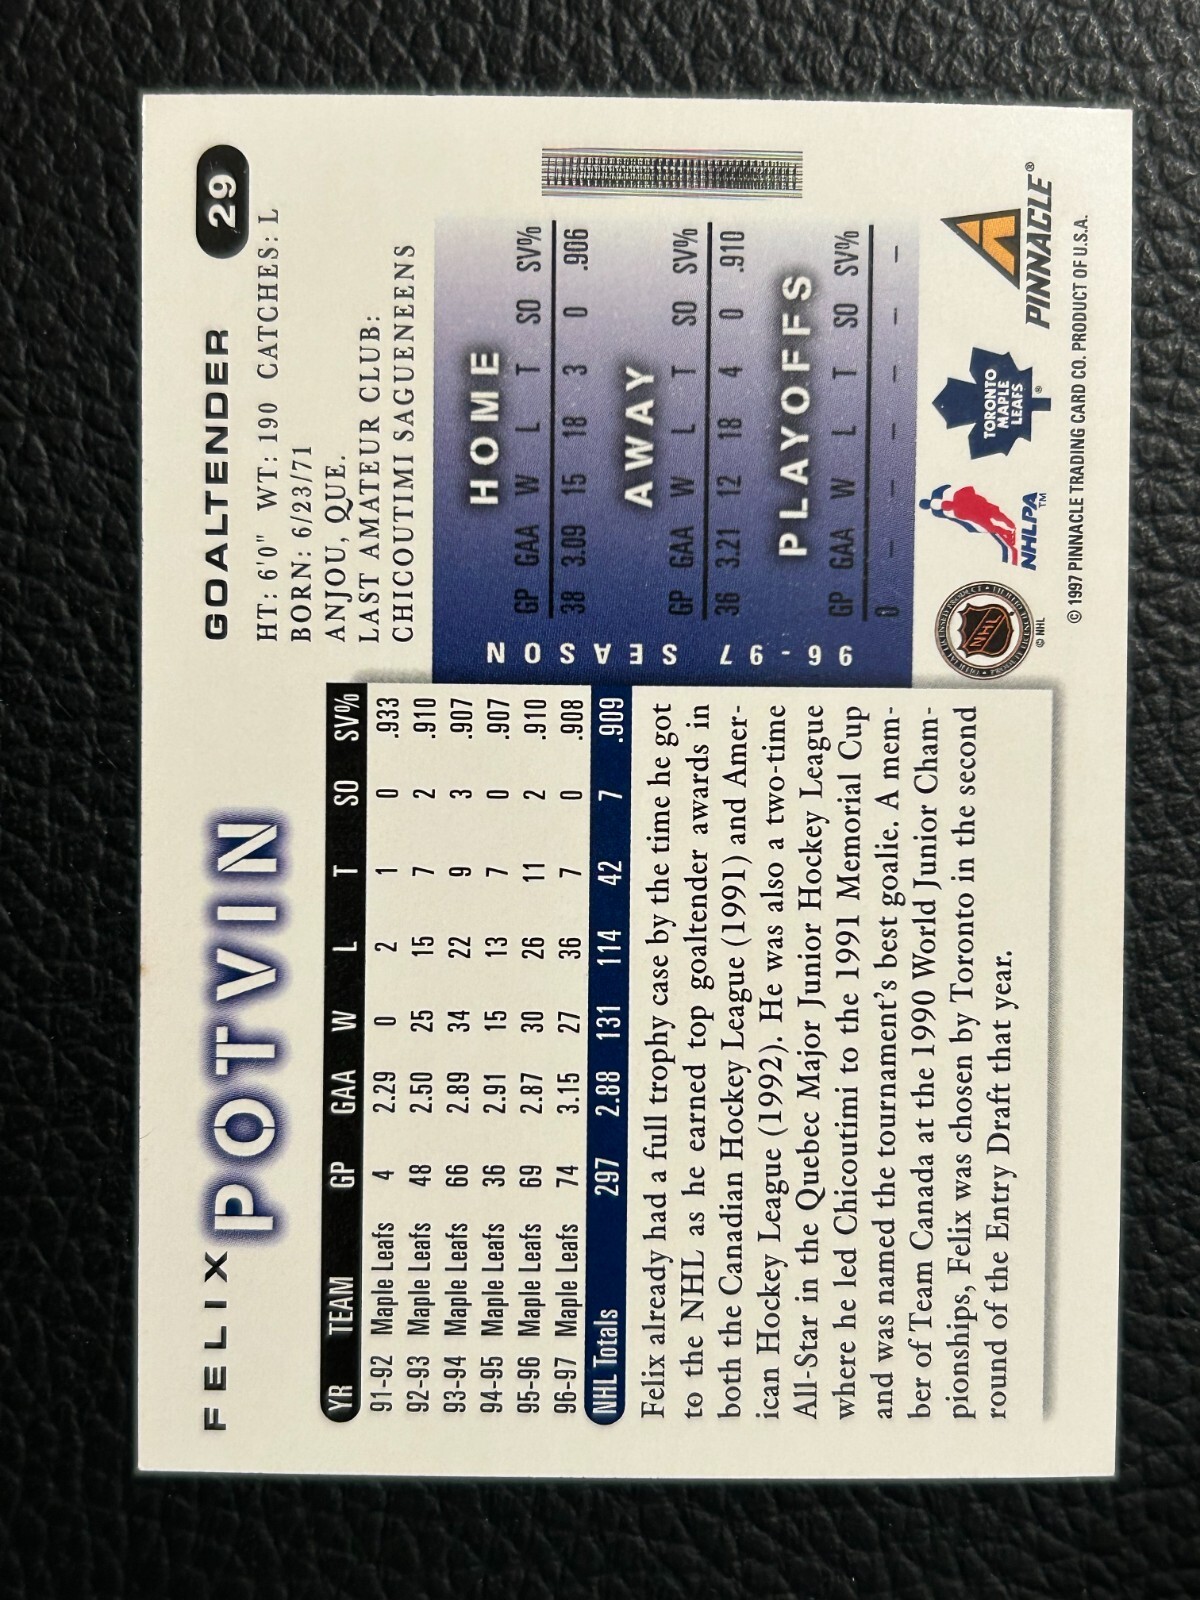 FELIX
POTVIN
GOALTENDER 29
HT: 6'0" WT: 190 CATCHES: L
BORN: 6/23/71
ANJOU, QUE.
LAST AMATEUR CLUB:
CHICOUTIMI SAGUENEENS
YR TEAM GP GAA W L T SO SV%
91-92 Maple Leafs 4 2.29 0 2 1 0 .933
92-93 Maple Leafs 48 2.50 25 15 7 2 .910
93-94 Maple Leafs 66 2.89 34 22 9 3 .907
94-95 Maple Leafs 36 2.91 15 13 7 0 .907
95-96 Maple Leafs 69 2.87 30 26 11 2 .910
96-97 Maple Leafs 74 3.15 27 36 7 0 .908
NHL Totals 297 2.88 131 114 42 7 .909
Felix already had a full trophy case by the time he got
to the NHL as he earned top goaltender awards in
both the Canadian Hockey League (1991) and Amer-
ican Hockey League (1992). He was also a two-time
All-Star in the Quebec Major Junior Hockey League
where he led Chicoutimi to the 1991 Memorial Cup
and was named the tournament's best goalie. A mem-
ber of Team Canada at the 1990 World Junior Cham-
pionships, Felix was chosen by Toronto in the second
round of the Entry Draft that year.
96-97 SEASON
HOME
GP GAA W L T SO SV%
38 3.09 15 18 3 0 .906
AWAY
GP GAA W L T SO SV%
36 3.21 12 18 4 0 .910
PLAYOFFS
GP GAA W L T SO SV%
0 – – – – – –
NHL
© NHL
NHLPA™
TORONTO
MAPLE
LEAFS
®
PINNACLE®
© 1997 PINNACLE TRADING CARD CO. PRODUCT OF U.S.A.